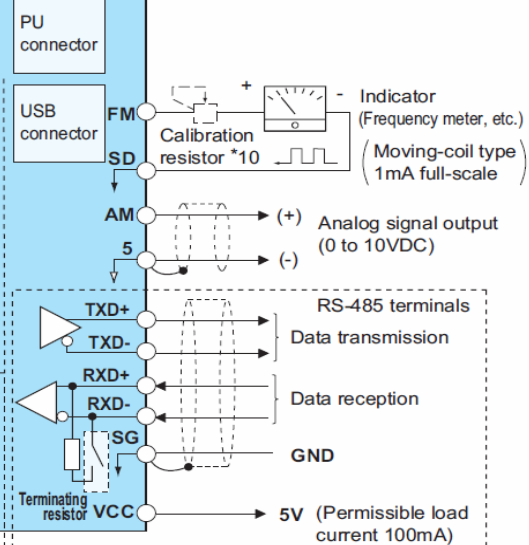 PU
connector
USB
connector
FM
+
-
Indicator
(Frequency meter, etc.)
Calibration
resistor *10
Moving-coil type
1mA full-scale
SD
AM
(+)
Analog signal output
(0 to 10VDC)
5
(-)
RS-485 terminals
TXD+
Data transmission
TXD-
RXD+
Data reception
RXD-
SG
GND
Terminating
resistor
VCC
5V (Permissible load
current 100mA)